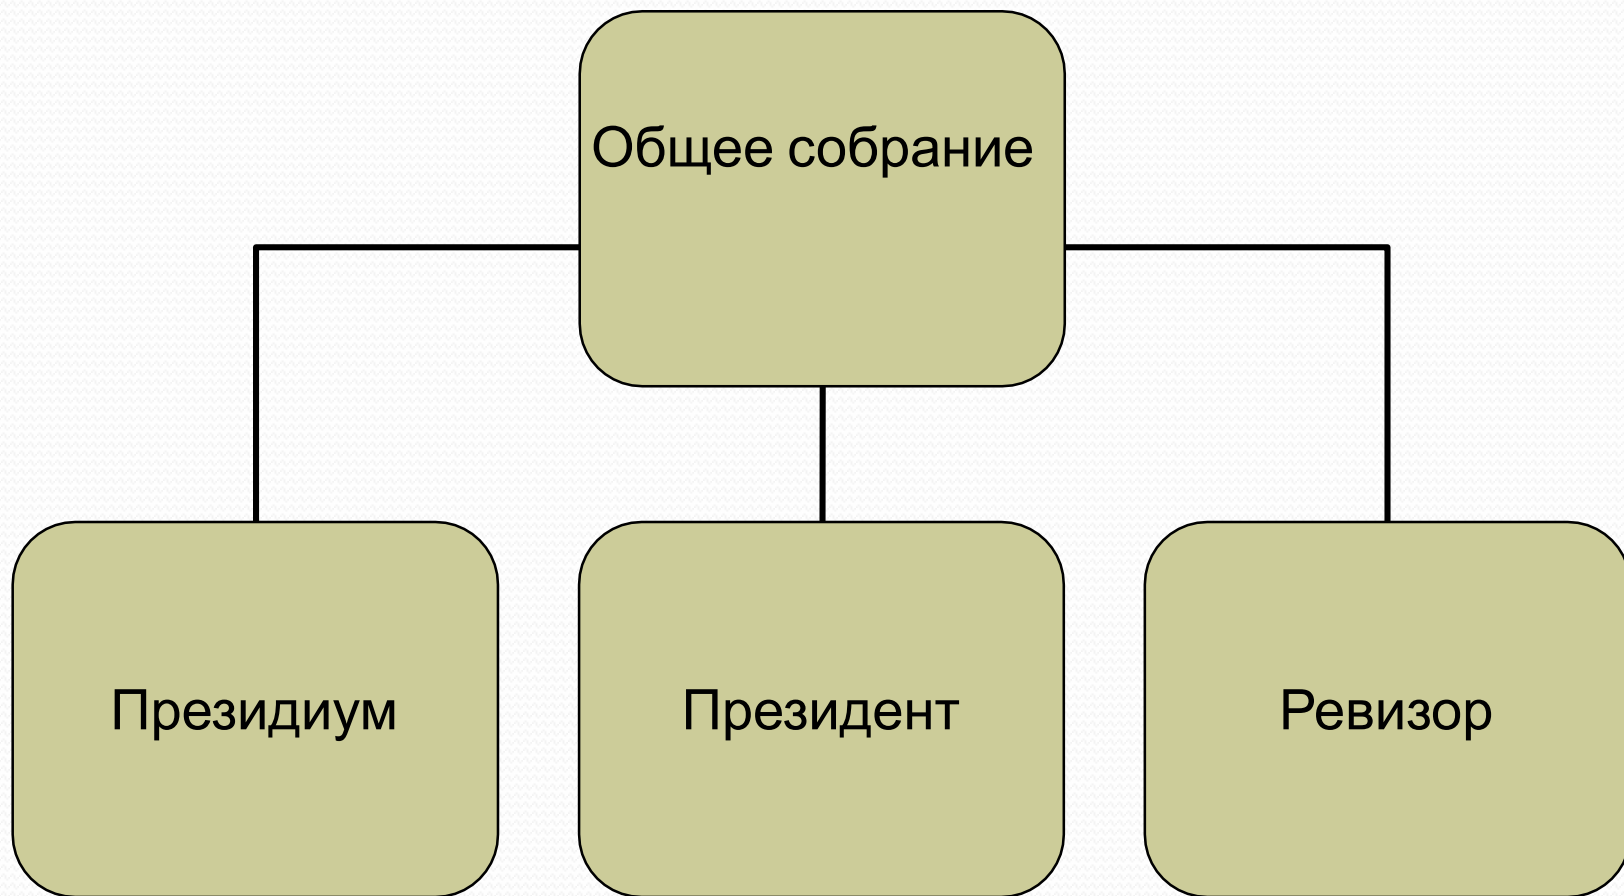 Общее собрание
Президиум
Президент
Ревизор